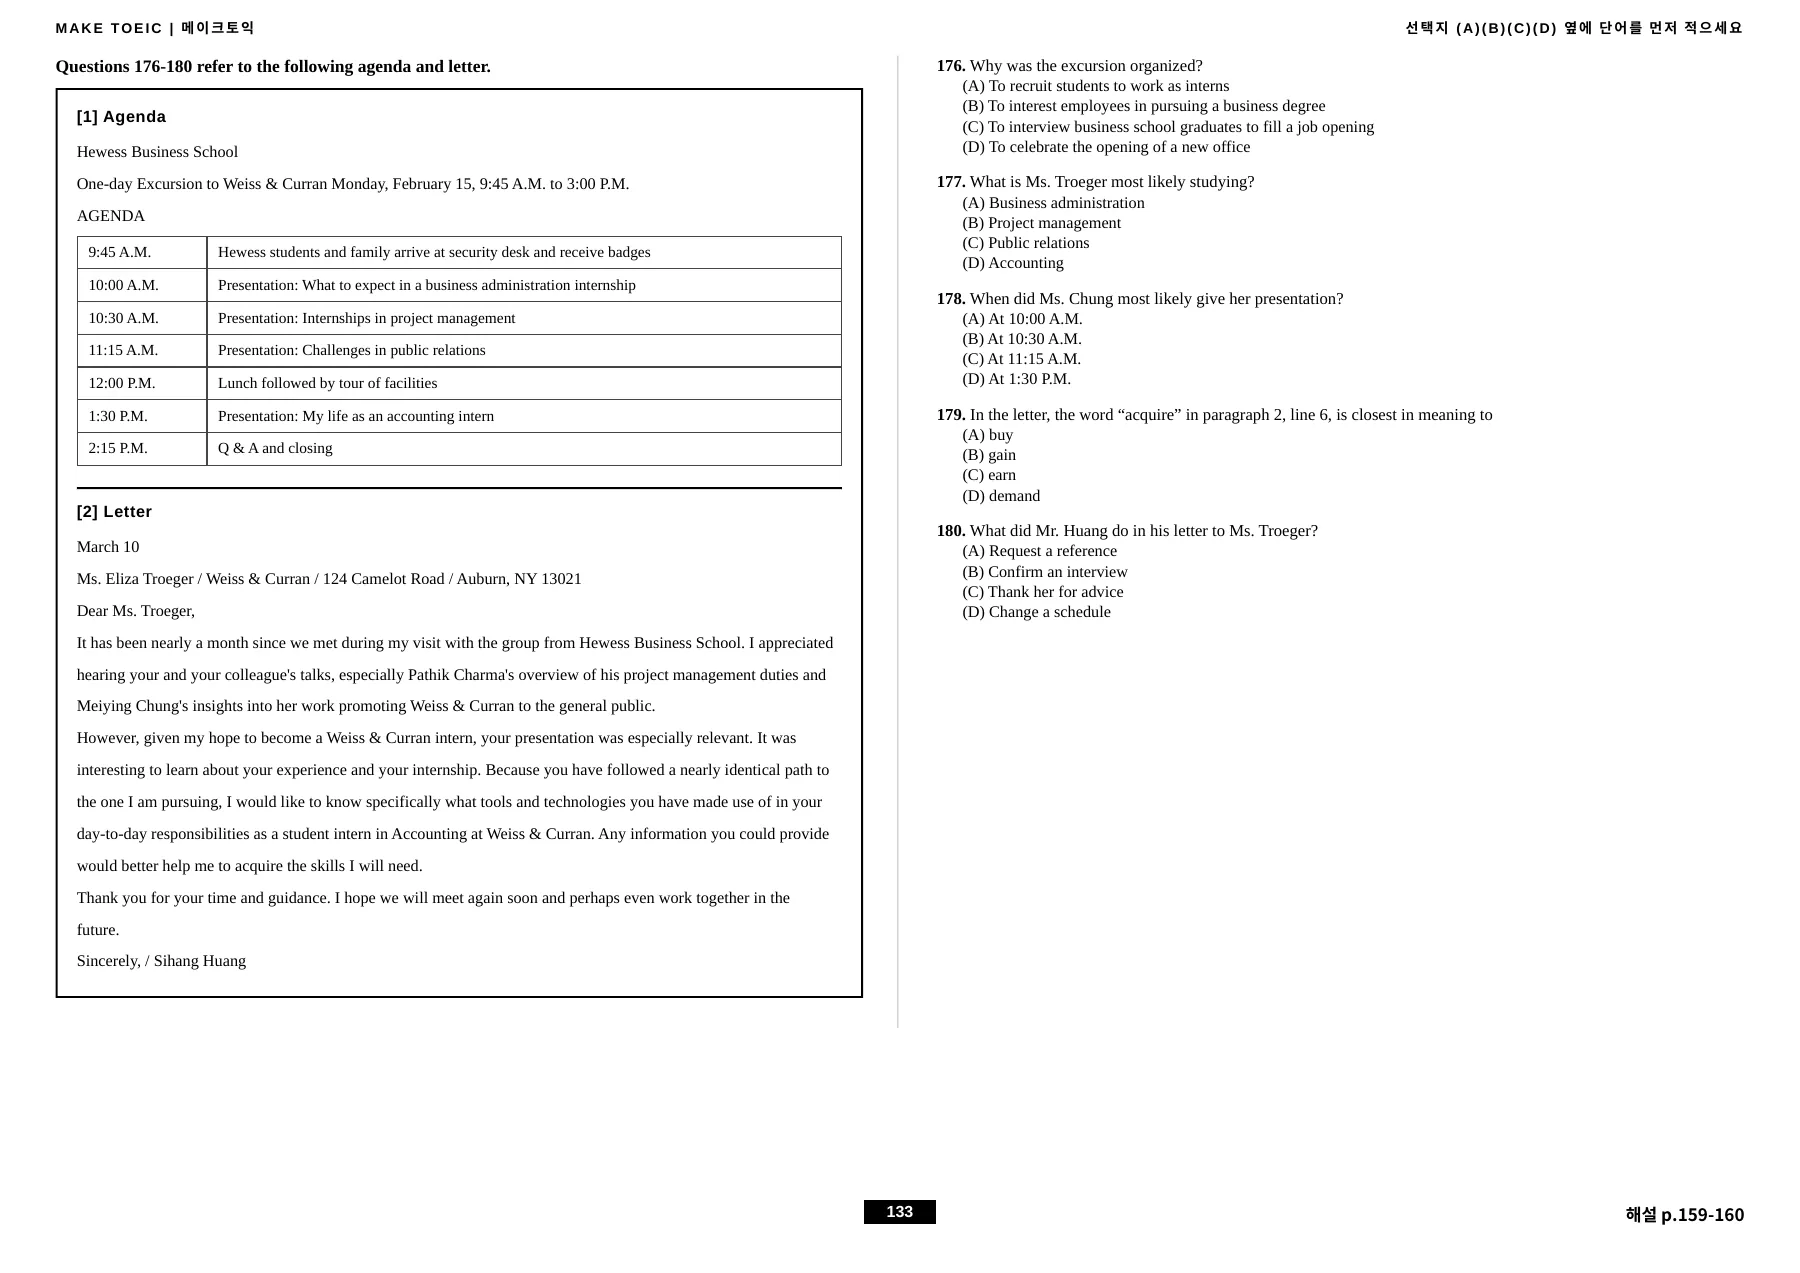 MAKE TOEIC | 메이크토익
선택지 (A)(B)(C)(D) 옆에 단어를 먼저 적으세요
Questions 176-180 refer to the following agenda and letter.
[1] Agenda
Hewess Business School
One-day Excursion to Weiss & Curran Monday, February 15, 9:45 A.M. to 3:00 P.M.
AGENDA
9:45 A.M. Hewess students and family arrive at security desk and receive badges
10:00 A.M. Presentation: What to expect in a business administration internship
10:30 A.M. Presentation: Internships in project management
11:15 A.M. Presentation: Challenges in public relations
12:00 P.M. Lunch followed by tour of facilities
1:30 P.M. Presentation: My life as an accounting intern
2:15 P.M. Q & A and closing
[2] Letter
March 10
Ms. Eliza Troeger / Weiss & Curran / 124 Camelot Road / Auburn, NY 13021
Dear Ms. Troeger,
It has been nearly a month since we met during my visit with the group from Hewess Business School. I appreciated
hearing your and your colleague's talks, especially Pathik Charma's overview of his project management duties and
Meiying Chung's insights into her work promoting Weiss & Curran to the general public.
However, given my hope to become a Weiss & Curran intern, your presentation was especially relevant. It was
interesting to learn about your experience and your internship. Because you have followed a nearly identical path to
the one I am pursuing, I would like to know specifically what tools and technologies you have made use of in your
day-to-day responsibilities as a student intern in Accounting at Weiss & Curran. Any information you could provide
would better help me to acquire the skills I will need.
Thank you for your time and guidance. I hope we will meet again soon and perhaps even work together in the
future.
Sincerely, / Sihang Huang
176. Why was the excursion organized?
(A) To recruit students to work as interns
(B) To interest employees in pursuing a business degree
(C) To interview business school graduates to fill a job opening
(D) To celebrate the opening of a new office
177. What is Ms. Troeger most likely studying?
(A) Business administration
(B) Project management
(C) Public relations
(D) Accounting
178. When did Ms. Chung most likely give her presentation?
(A) At 10:00 A.M.
(B) At 10:30 A.M.
(C) At 11:15 A.M.
(D) At 1:30 P.M.
179. In the letter, the word “acquire” in paragraph 2, line 6, is closest in meaning to
(A) buy
(B) gain
(C) earn
(D) demand
180. What did Mr. Huang do in his letter to Ms. Troeger?
(A) Request a reference
(B) Confirm an interview
(C) Thank her for advice
(D) Change a schedule
133
해설 p.159-160